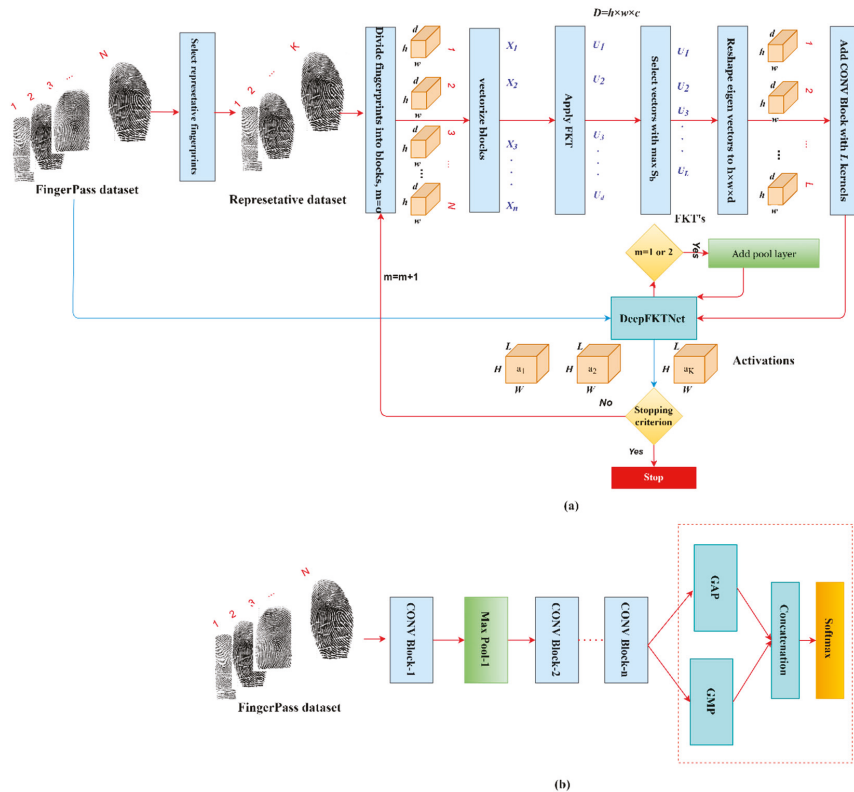 D=h×w×c
1 2 3 ... N
FingerPass dataset
Select represetative fingerprints
1 2 ... K
Represetative dataset
Divide fingerprints into blocks, m=o
d h w 1
d h w 2
d h w 3
... ...
d h w N
vectorize blocks
X1
X2
X3
.
.
.
Xn
Apply FKT
U1
U2
U3
.
.
.
Ud
Select vectors with max Sb
U1
U2
U3
.
.
.
UL
FKT's
Reshape eigen vectors to h×w×d
d h w 1
d h w 2
... ...
d h w L
Add CONV Block with L kernels
m=1 or 2
Yes
Add pool layer
m=m+1
DeepFKTNet
L H W a1
L H W a2
L H W aK
Activations
No
Stopping
criterion
Yes
Stop
(a)
1 2 3 ... N
FingerPass dataset
CONV Block-1
Max Pool-1
CONV Block-2
......
CONV Block-n
GAP
GMP
Concatenation
Softmax
(b)